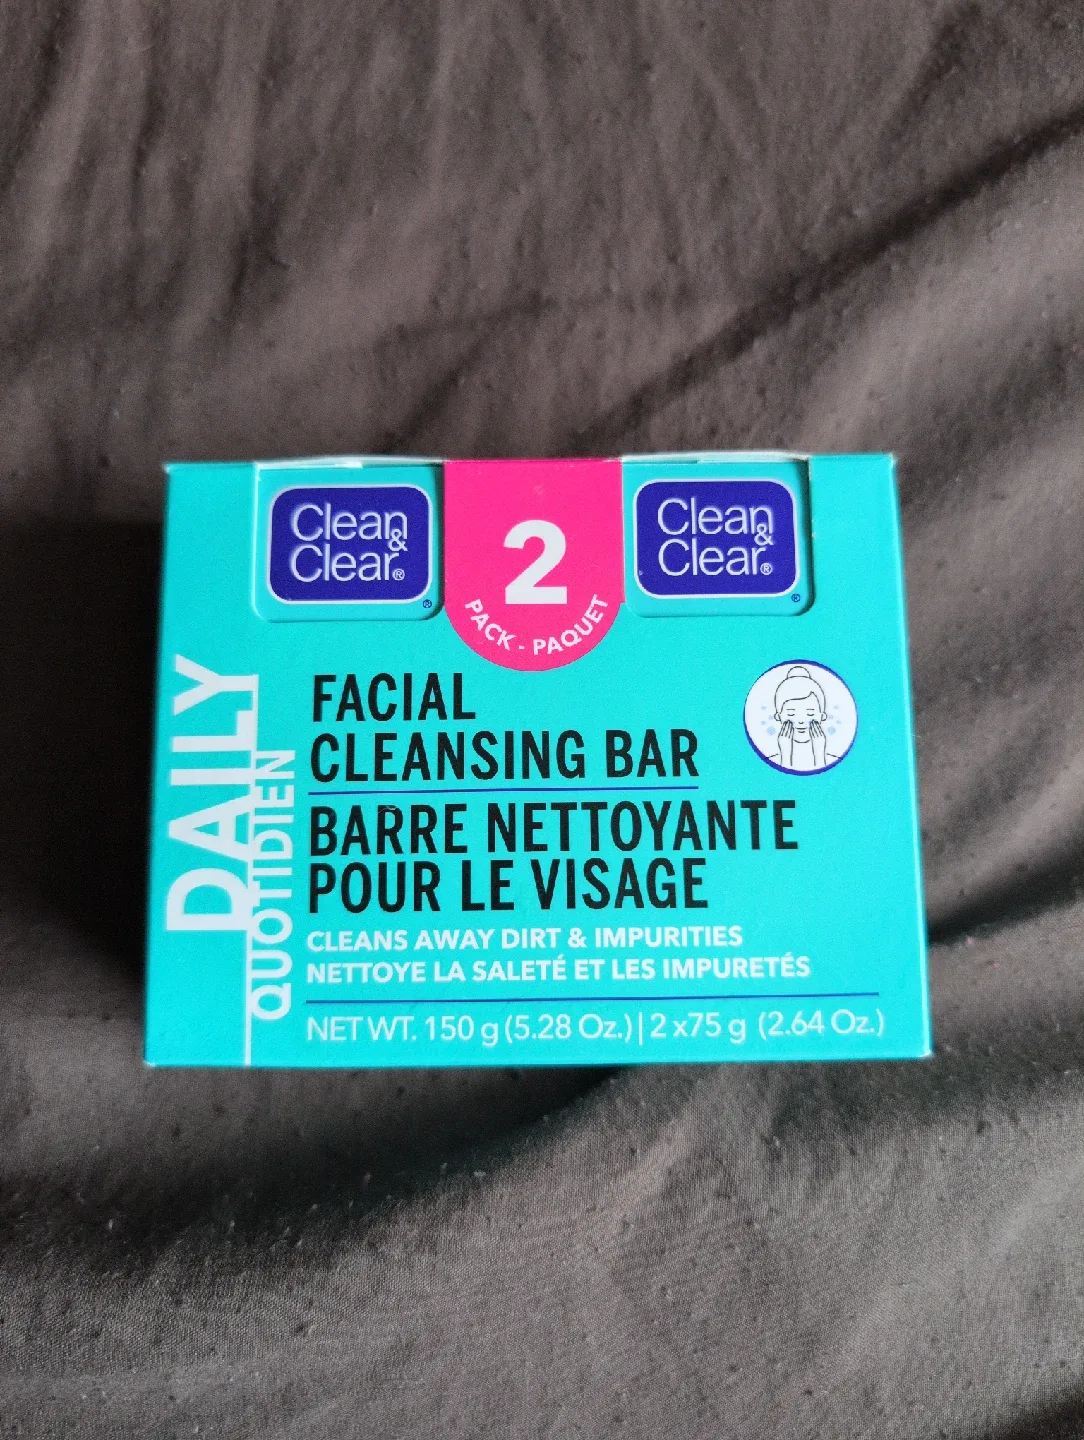 Clean
&
Clear®
®
2
PACK - PAQUET
Clean
&
Clear®
®
DAILY
QUOTIDIEN
FACIAL
CLEANSING BAR
BARRE NETTOYANTE
POUR LE VISAGE
CLEANS AWAY DIRT & IMPURITIES
NETTOYE LA SALETÉ ET LES IMPURETÉS
NET WT. 150 g (5.28 Oz.) | 2 x75 g (2.64 Oz.)